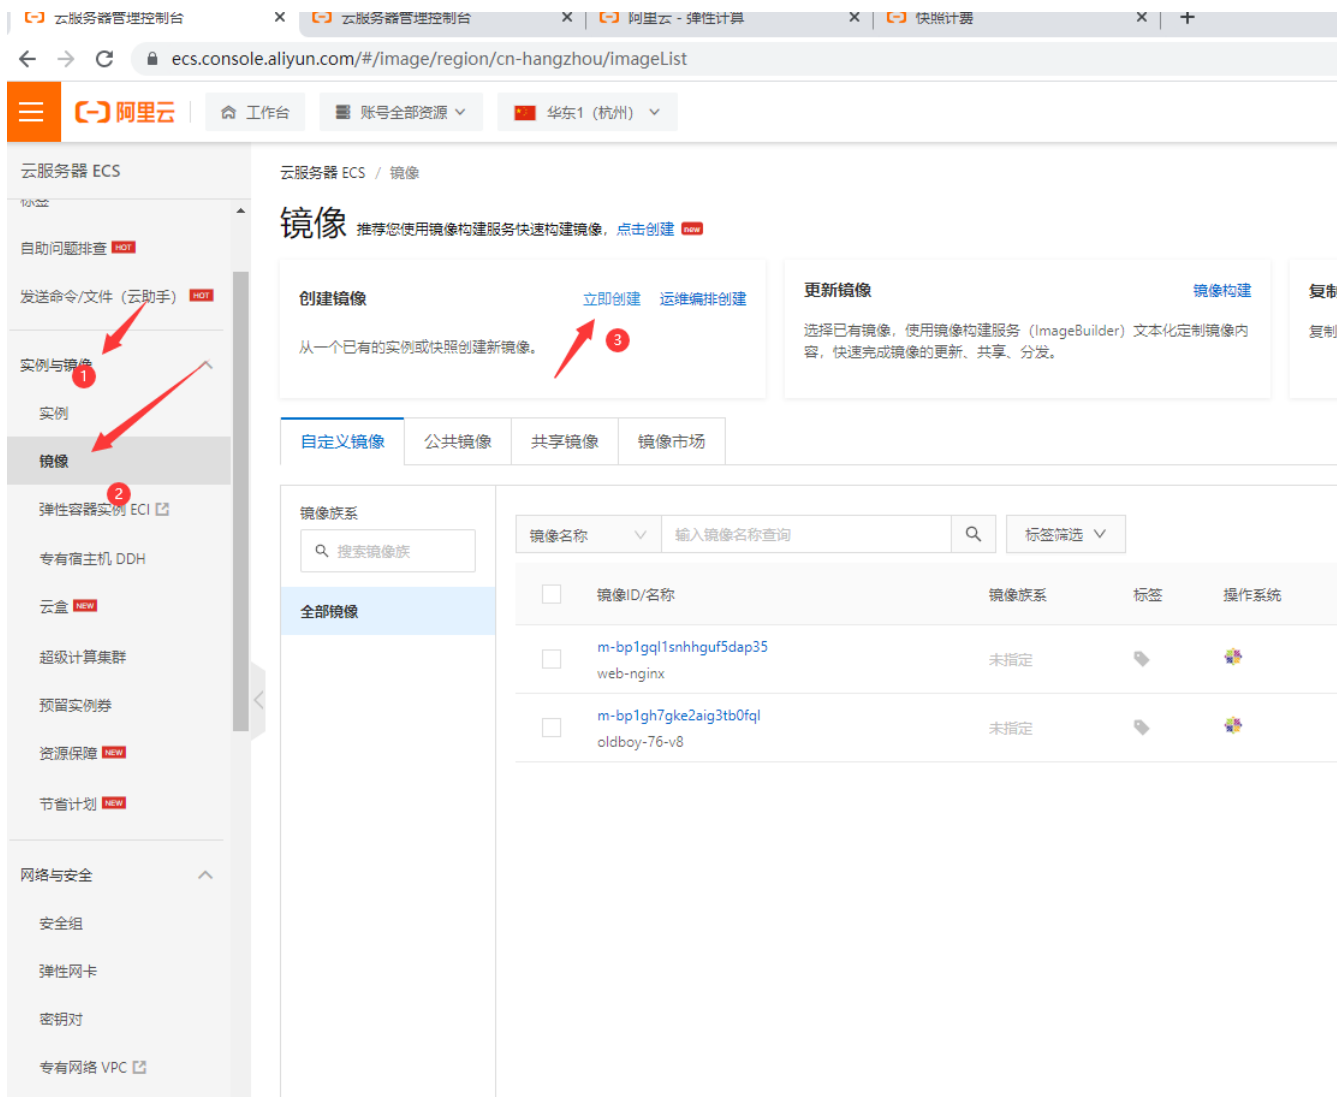 云服务器管理控制台
云服务器管理控制台
阿里云 - 弹性计算
快照计费
ecs.console.aliyun.com/#/image/region/cn-hangzhou/imageList
阿里云
工作台
账号全部资源
华东1（杭州）
云服务器 ECS
标签
自助问题排查 HOT
发送命令/文件（云助手） HOT
实例与镜像
1
实例
镜像
2
弹性容器实例 ECI
专有宿主机 DDH
云盒 NEW
超级计算集群
预留实例券
资源保障 NEW
节省计划 NEW
网络与安全
安全组
弹性网卡
密钥对
专有网络 VPC
云服务器 ECS / 镜像
镜像 推荐您使用镜像构建服务快速构建镜像，点击创建 new
创建镜像 立即创建 运维编排创建
3
从一个已有的实例或快照创建新镜像。
更新镜像 镜像构建
选择已有镜像，使用镜像构建服务（ImageBuilder）文本化定制镜像内
容，快速完成镜像的更新、共享、分发。
复制
复制
自定义镜像 公共镜像 共享镜像 镜像市场
镜像族系
搜索镜像族
全部镜像
镜像名称 输入镜像名称查询 标签筛选
镜像ID/名称 镜像族系 标签 操作系统
m-bp1gql1snhhguf5dap35
web-nginx
未指定
m-bp1gh7gke2aig3tb0fql
oldboy-76-v8
未指定